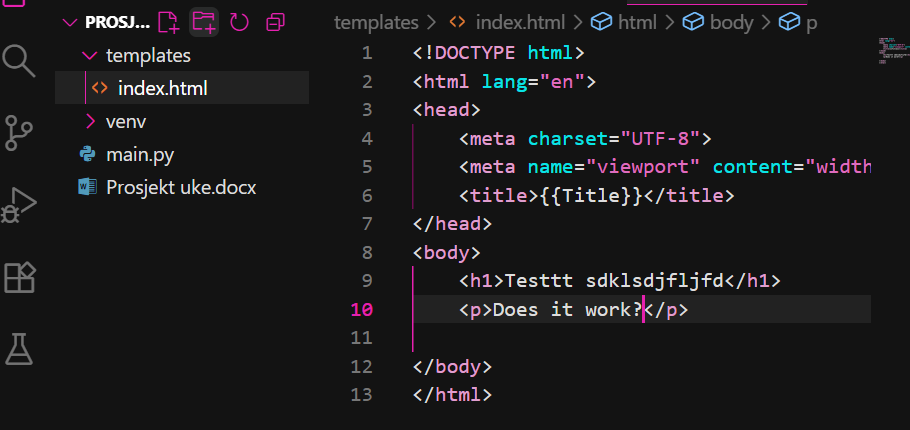 PROSJ...
templates
index.html
venv
main.py
Prosjekt uke.docx
templates > index.html > html > body > p
1 <!DOCTYPE html>
2 <html lang="en">
3 <head>
4 <meta charset="UTF-8">
5 <meta name="viewport" content="width
6 <title>{{Title}}</title>
7 </head>
8 <body>
9 <h1>Testtt sdklsdjfljfd</h1>
10 <p>Does it work?</p>
11
12 </body>
13 </html>